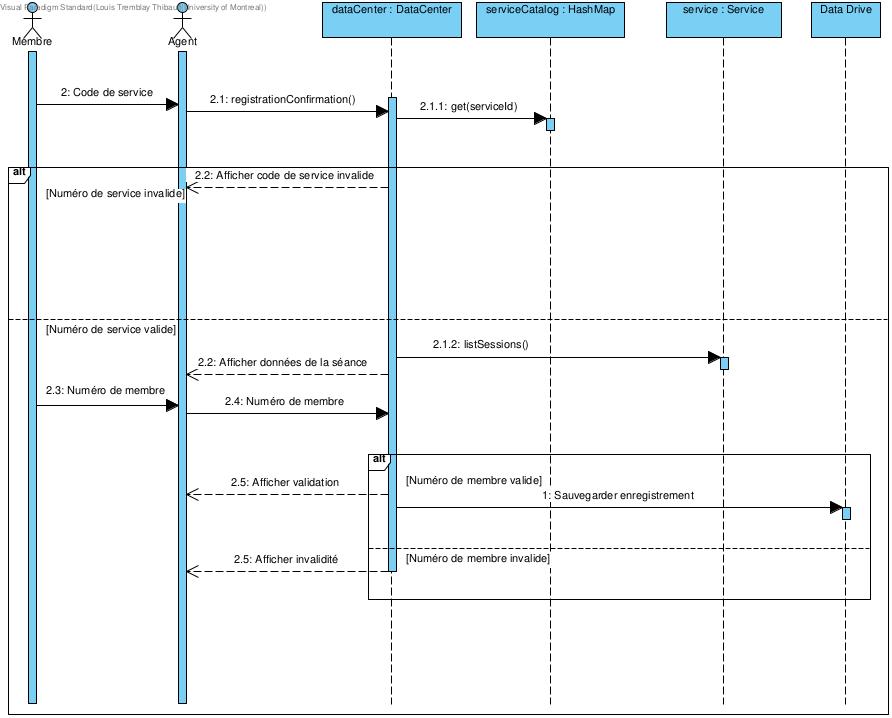 Visual Paradigm Standard(Louis Tremblay Thibault(University of Montreal))
Membre
Agent
dataCenter : DataCenter
serviceCatalog : HashMap
service : Service
Data Drive
2: Code de service
2.1: registrationConfirmation()
2.1.1: get(serviceId)
alt
2.2: Afficher code de service invalide
[Numéro de service invalide]
[Numéro de service valide]
2.1.2: listSessions()
2.2: Afficher données de la séance
2.3: Numéro de membre
2.4: Numéro de membre
alt
2.5: Afficher validation
[Numéro de membre valide]
1: Sauvegarder enregistrement
2.5: Afficher invalidité
[Numéro de membre invalide]